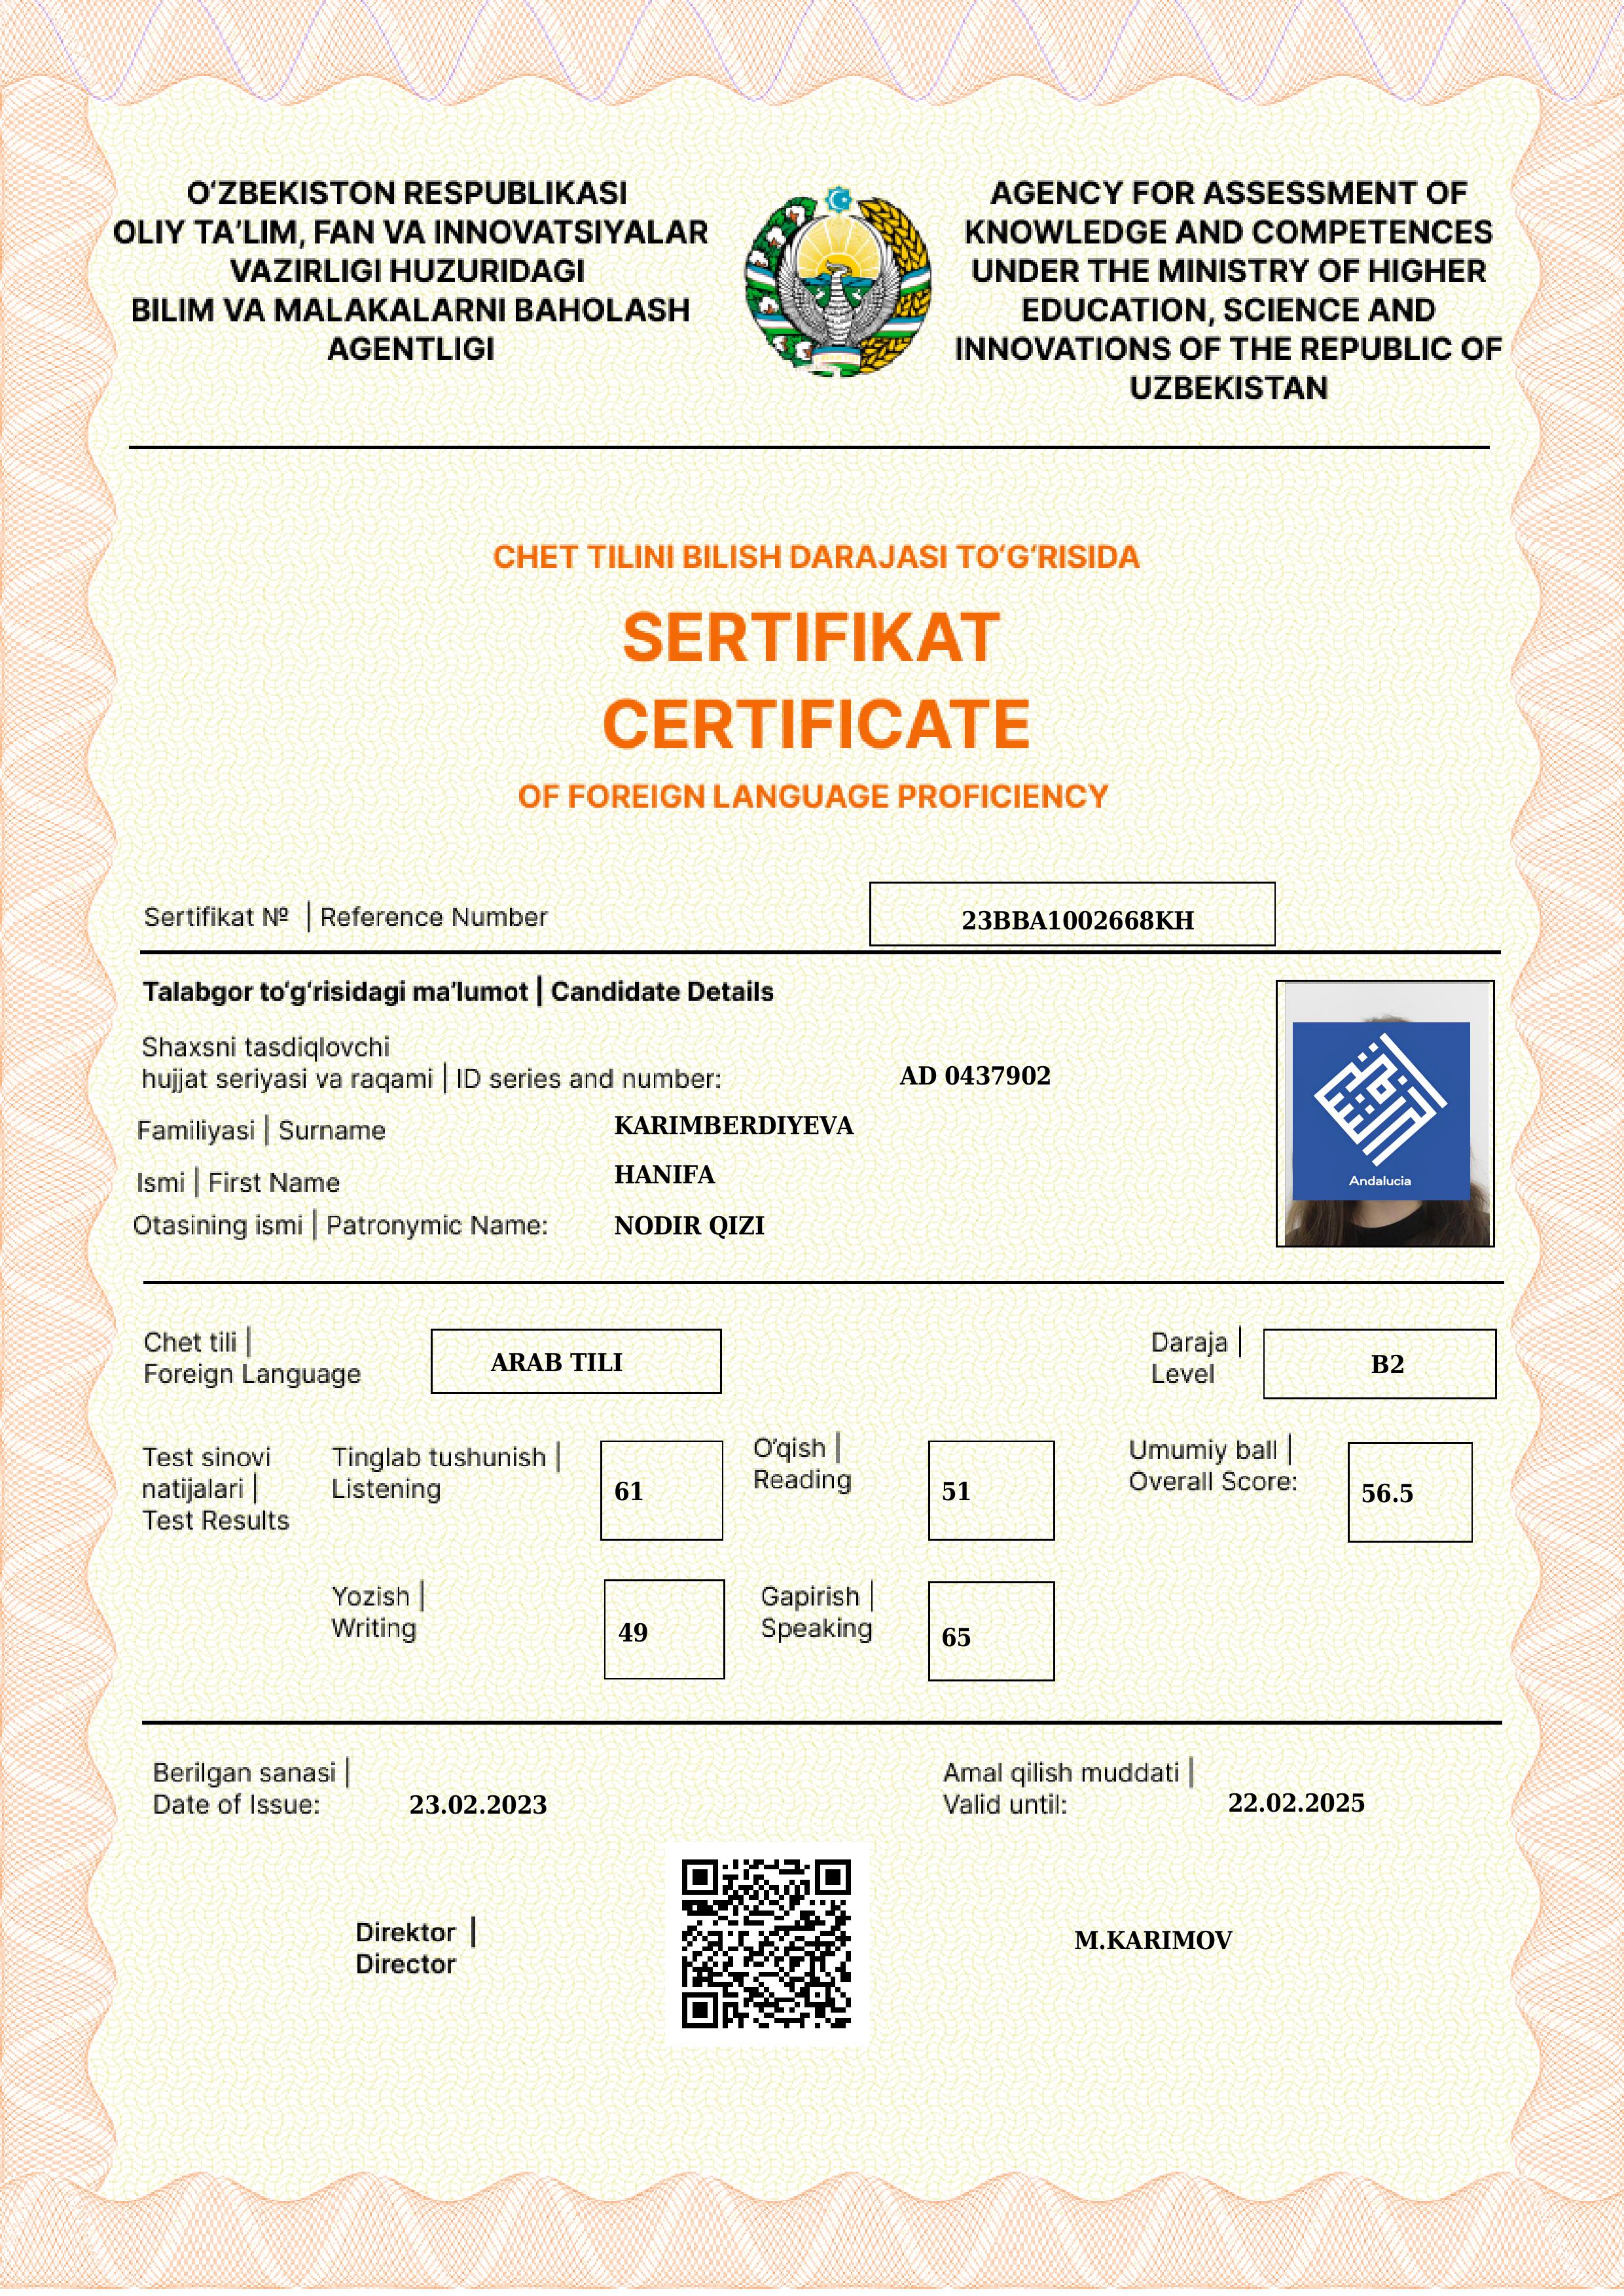 O‘ZBEKISTON RESPUBLIKASI
OLIY TA’LIM, FAN VA INNOVATSIYALAR
VAZIRLIGI HUZURIDAGI
BILIM VA MALAKALARNI BAHOLASH
AGENTLIGI
AGENCY FOR ASSESSMENT OF
KNOWLEDGE AND COMPETENCES
UNDER THE MINISTRY OF HIGHER
EDUCATION, SCIENCE AND
INNOVATIONS OF THE REPUBLIC OF
UZBEKISTAN
CHET TILINI BILISH DARAJASI TO‘G‘RISIDA
SERTIFIKAT
CERTIFICATE
OF FOREIGN LANGUAGE PROFICIENCY
Sertifikat № | Reference Number 23BBA1002668KH
Talabgor to‘g‘risidagi ma’lumot | Candidate Details
Shaxsni tasdiqlovchi
hujjat seriyasi va raqami | ID series and number: AD 0437902
Familiyasi | Surname KARIMBERDIYEVA
Ismi | First Name HANIFA
Otasining ismi | Patronymic Name: NODIR QIZI
Andalucia
Chet tili |
Foreign Language
ARAB TILI
Daraja |
Level
B2
Test sinovi
natijalari |
Test Results
Tinglab tushunish |
Listening
61
O‘qish |
Reading
51
Umumiy ball |
Overall Score:
56.5
Yozish |
Writing
49
Gapirish |
Speaking
65
Berilgan sanasi |
Date of Issue: 23.02.2023
Amal qilish muddati |
Valid until: 22.02.2025
Direktor |
Director
M.KARIMOV